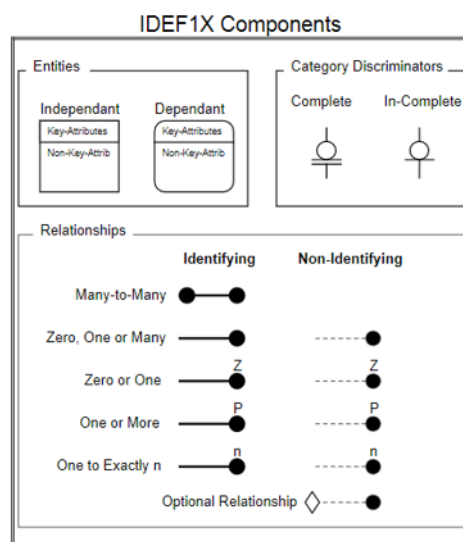 IDEF1X Components
Entities
Independant
Dependant
Key-Attributes
Non-Key-Attrib
Key-Attributes
Non-Key-Attrib
Category Discriminators
Complete
In-Complete
Relationships
Identifying
Non-Identifying
Many-to-Many
Zero, One or Many
Zero or One
Z
Z
One or More
P
P
One to Exactly n
n
n
Optional Relationship